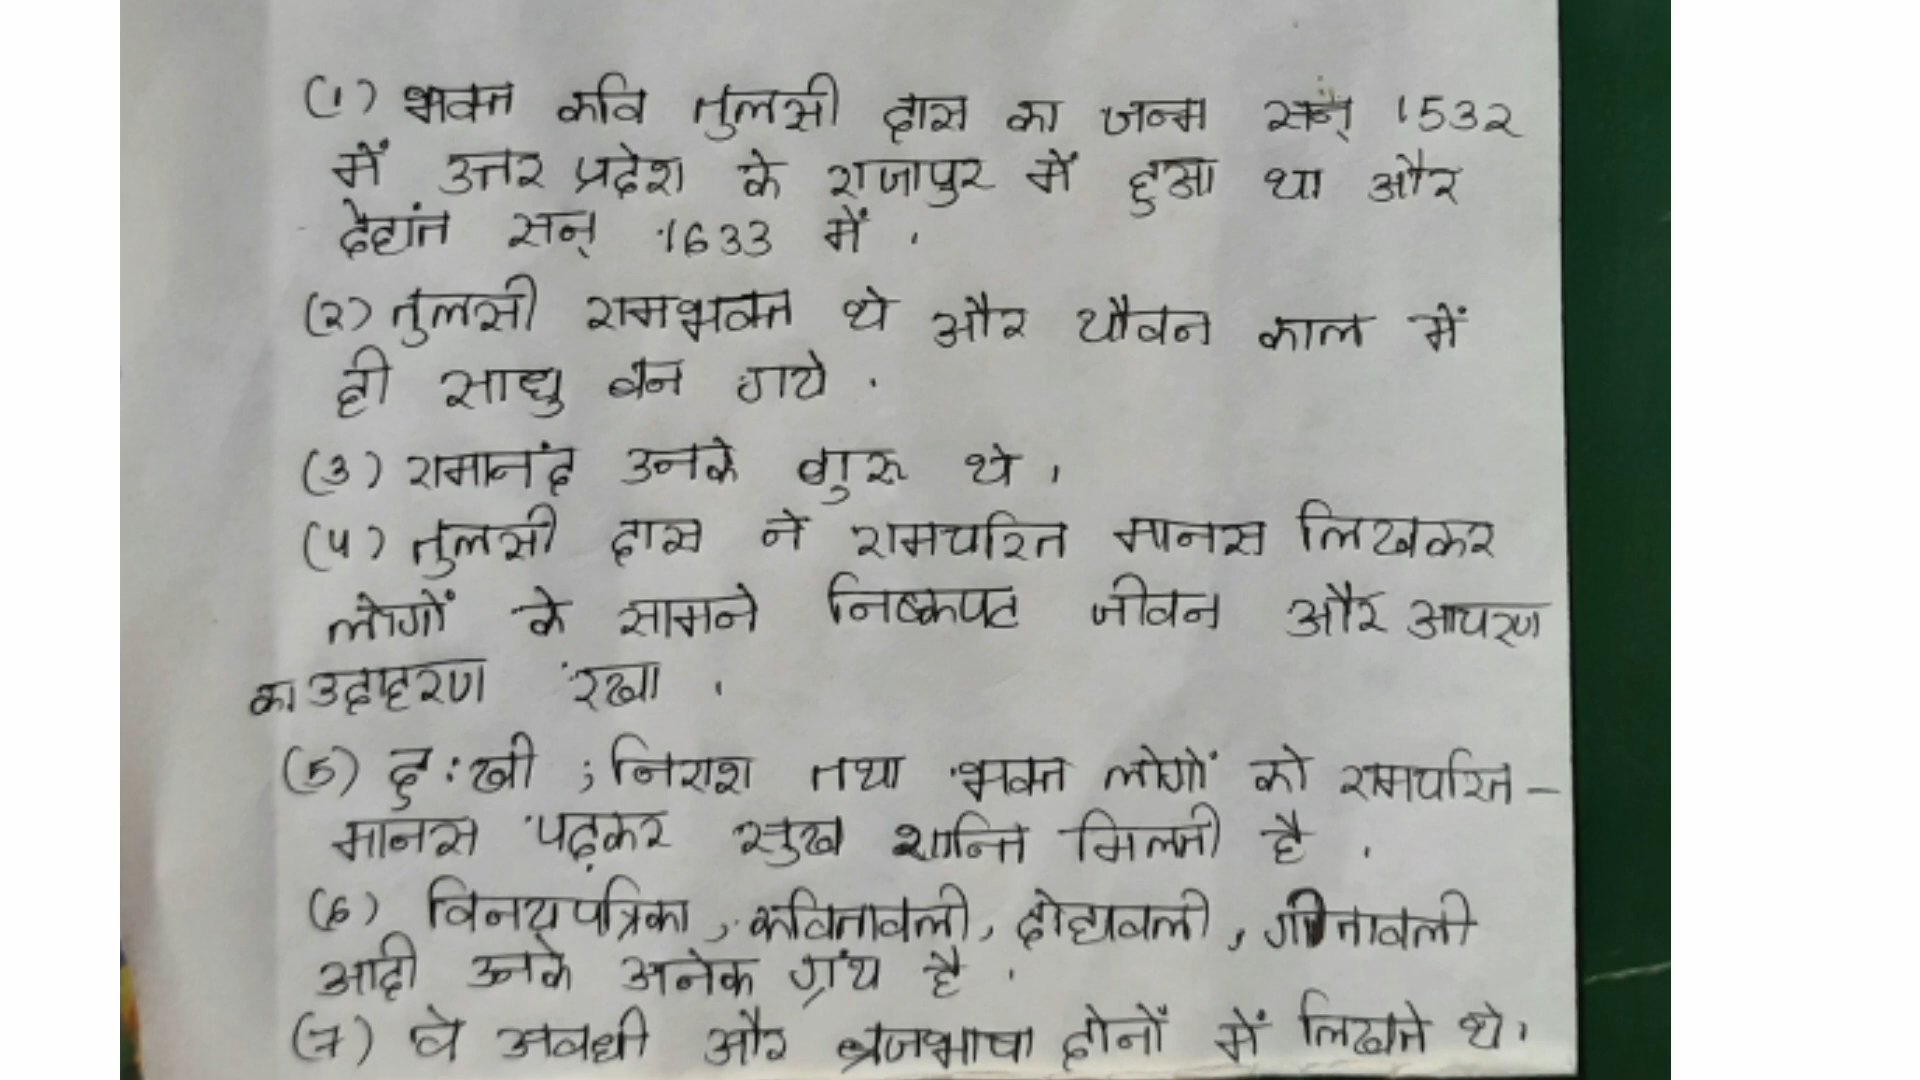 (1) भक्त कवि तुलसी दास का जन्म सन् 1532
में उत्तर प्रदेश के राजापुर में हुआ था और
देहांत सन् 1633 में .
(2) तुलसी रामभक्त थे और यौवन काल में
ही साधु बन गये .
(3) रामानंद उनके गुरू थे .
(4) तुलसी दास ने रामचरित मानस लिखकर
लोगों के सामने निष्कपट जीवन और आचरण
का उदाहरण रखा .
(5) दुःखी , निराश तथा भक्त लोगों को रामचरित -
मानस पढ़कर सुख शान्ति मिलती है .
(6) विनयपत्रिका , कवितावली , दोहावली , गीतावली
आदी उनके अनेक ग्रंथ है .
(7) वे अवधी और ब्रजभाषा दोनों में लिखते थे .